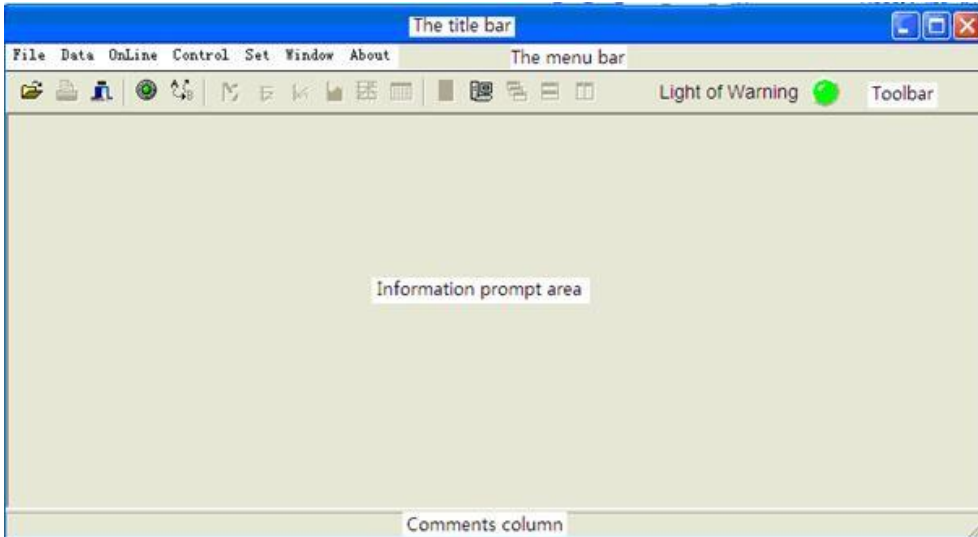 The title bar
File Data OnLine Control Set Window About The menu bar
Light of Warning Toolbar
Information prompt area
Comments column